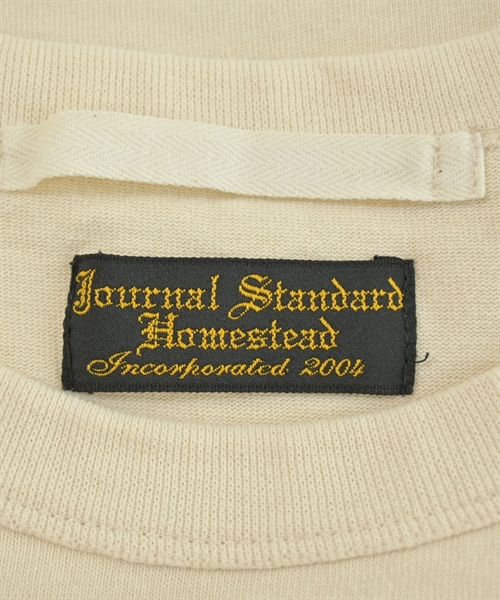 Journal Standard
Homestead
Incorporated 2004